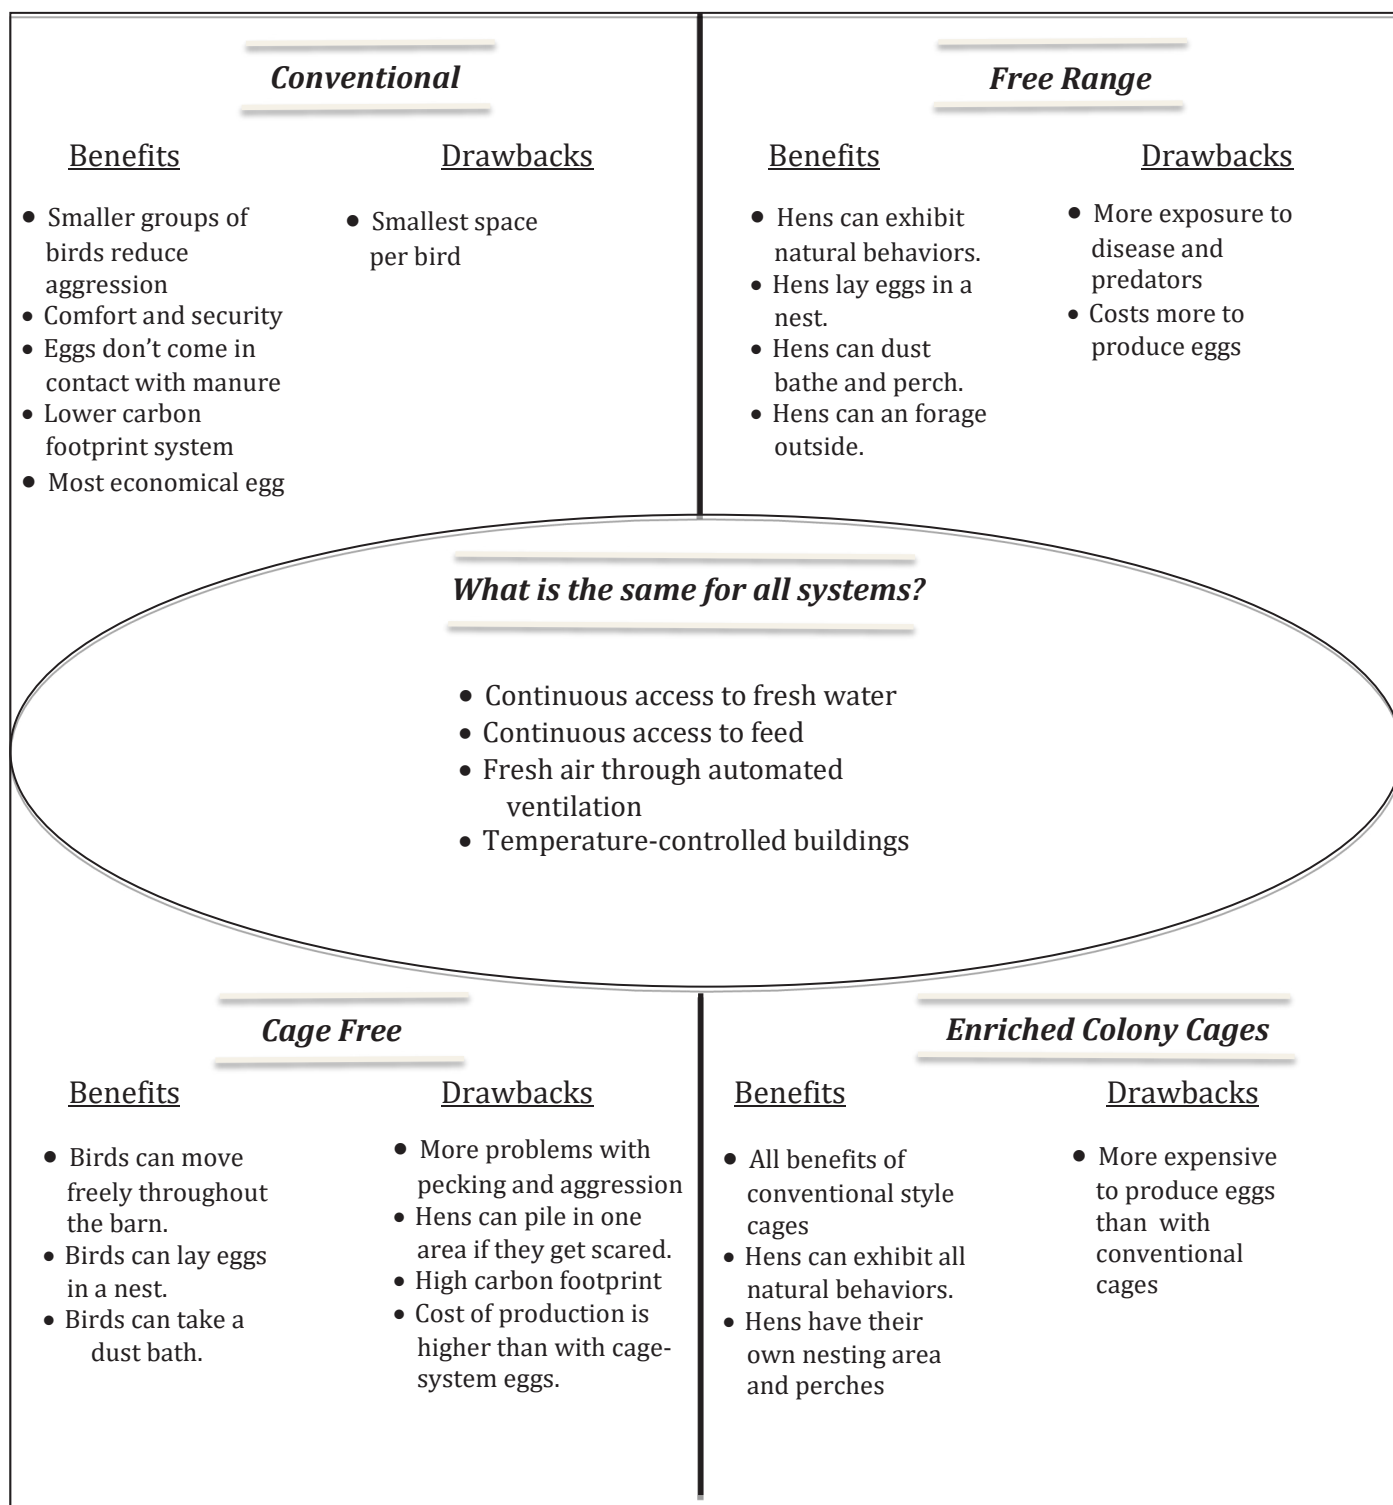 Conventional
Benefits
• Smaller groups of
birds reduce
aggression
• Comfort and security
• Eggs don’t come in
contact with manure
• Lower carbon
footprint system
• Most economical egg
Drawbacks
• Smallest space
per bird
Free Range
Benefits
• Hens can exhibit
natural behaviors.
• Hens lay eggs in a
nest.
• Hens can dust
bathe and perch.
• Hens can an forage
outside.
Drawbacks
• More exposure to
disease and
predators
• Costs more to
produce eggs
What is the same for all systems?
• Continuous access to fresh water
• Continuous access to feed
• Fresh air through automated
ventilation
• Temperature-controlled buildings
Cage Free
Benefits
• Birds can move
freely throughout
the barn.
• Birds can lay eggs
in a nest.
• Birds can take a
dust bath.
Drawbacks
• More problems with
pecking and aggression
• Hens can pile in one
area if they get scared.
• High carbon footprint
• Cost of production is
higher than with cage-
system eggs.
Enriched Colony Cages
Benefits
• All benefits of
conventional style
cages
• Hens can exhibit all
natural behaviors.
• Hens have their
own nesting area
and perches
Drawbacks
• More expensive
to produce eggs
than with
conventional
cages